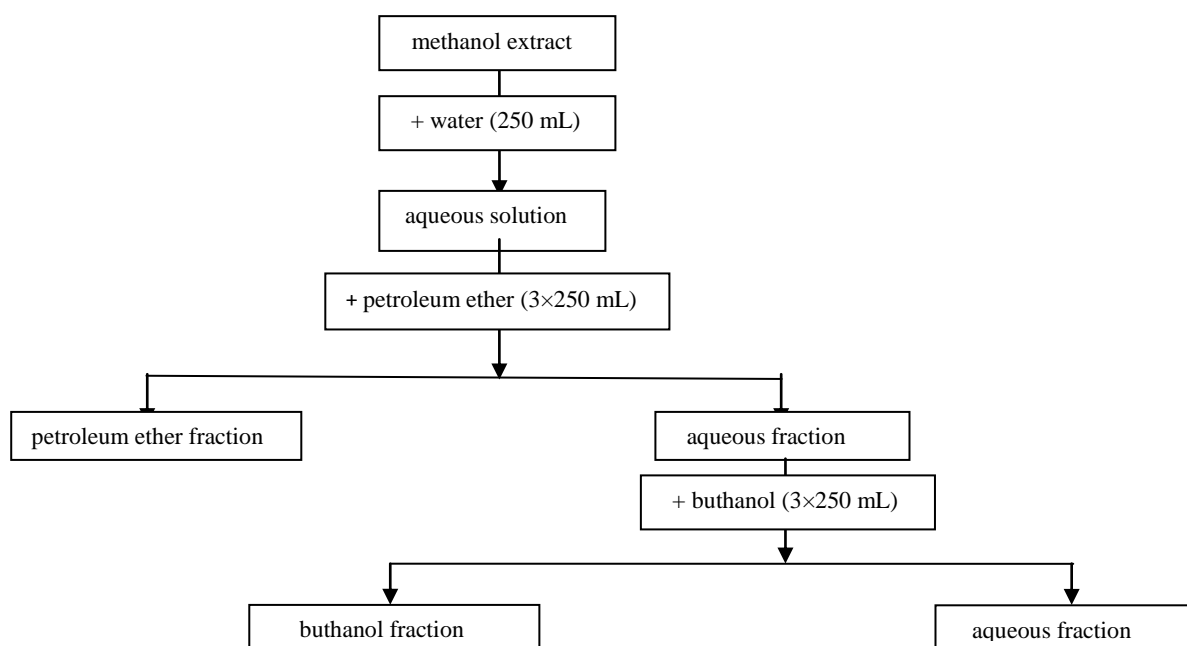 methanol extract
+ water (250 mL)
aqueous solution
+ petroleum ether (3×250 mL)
petroleum ether fraction
aqueous fraction
+ buthanol (3×250 mL)
buthanol fraction
aqueous fraction